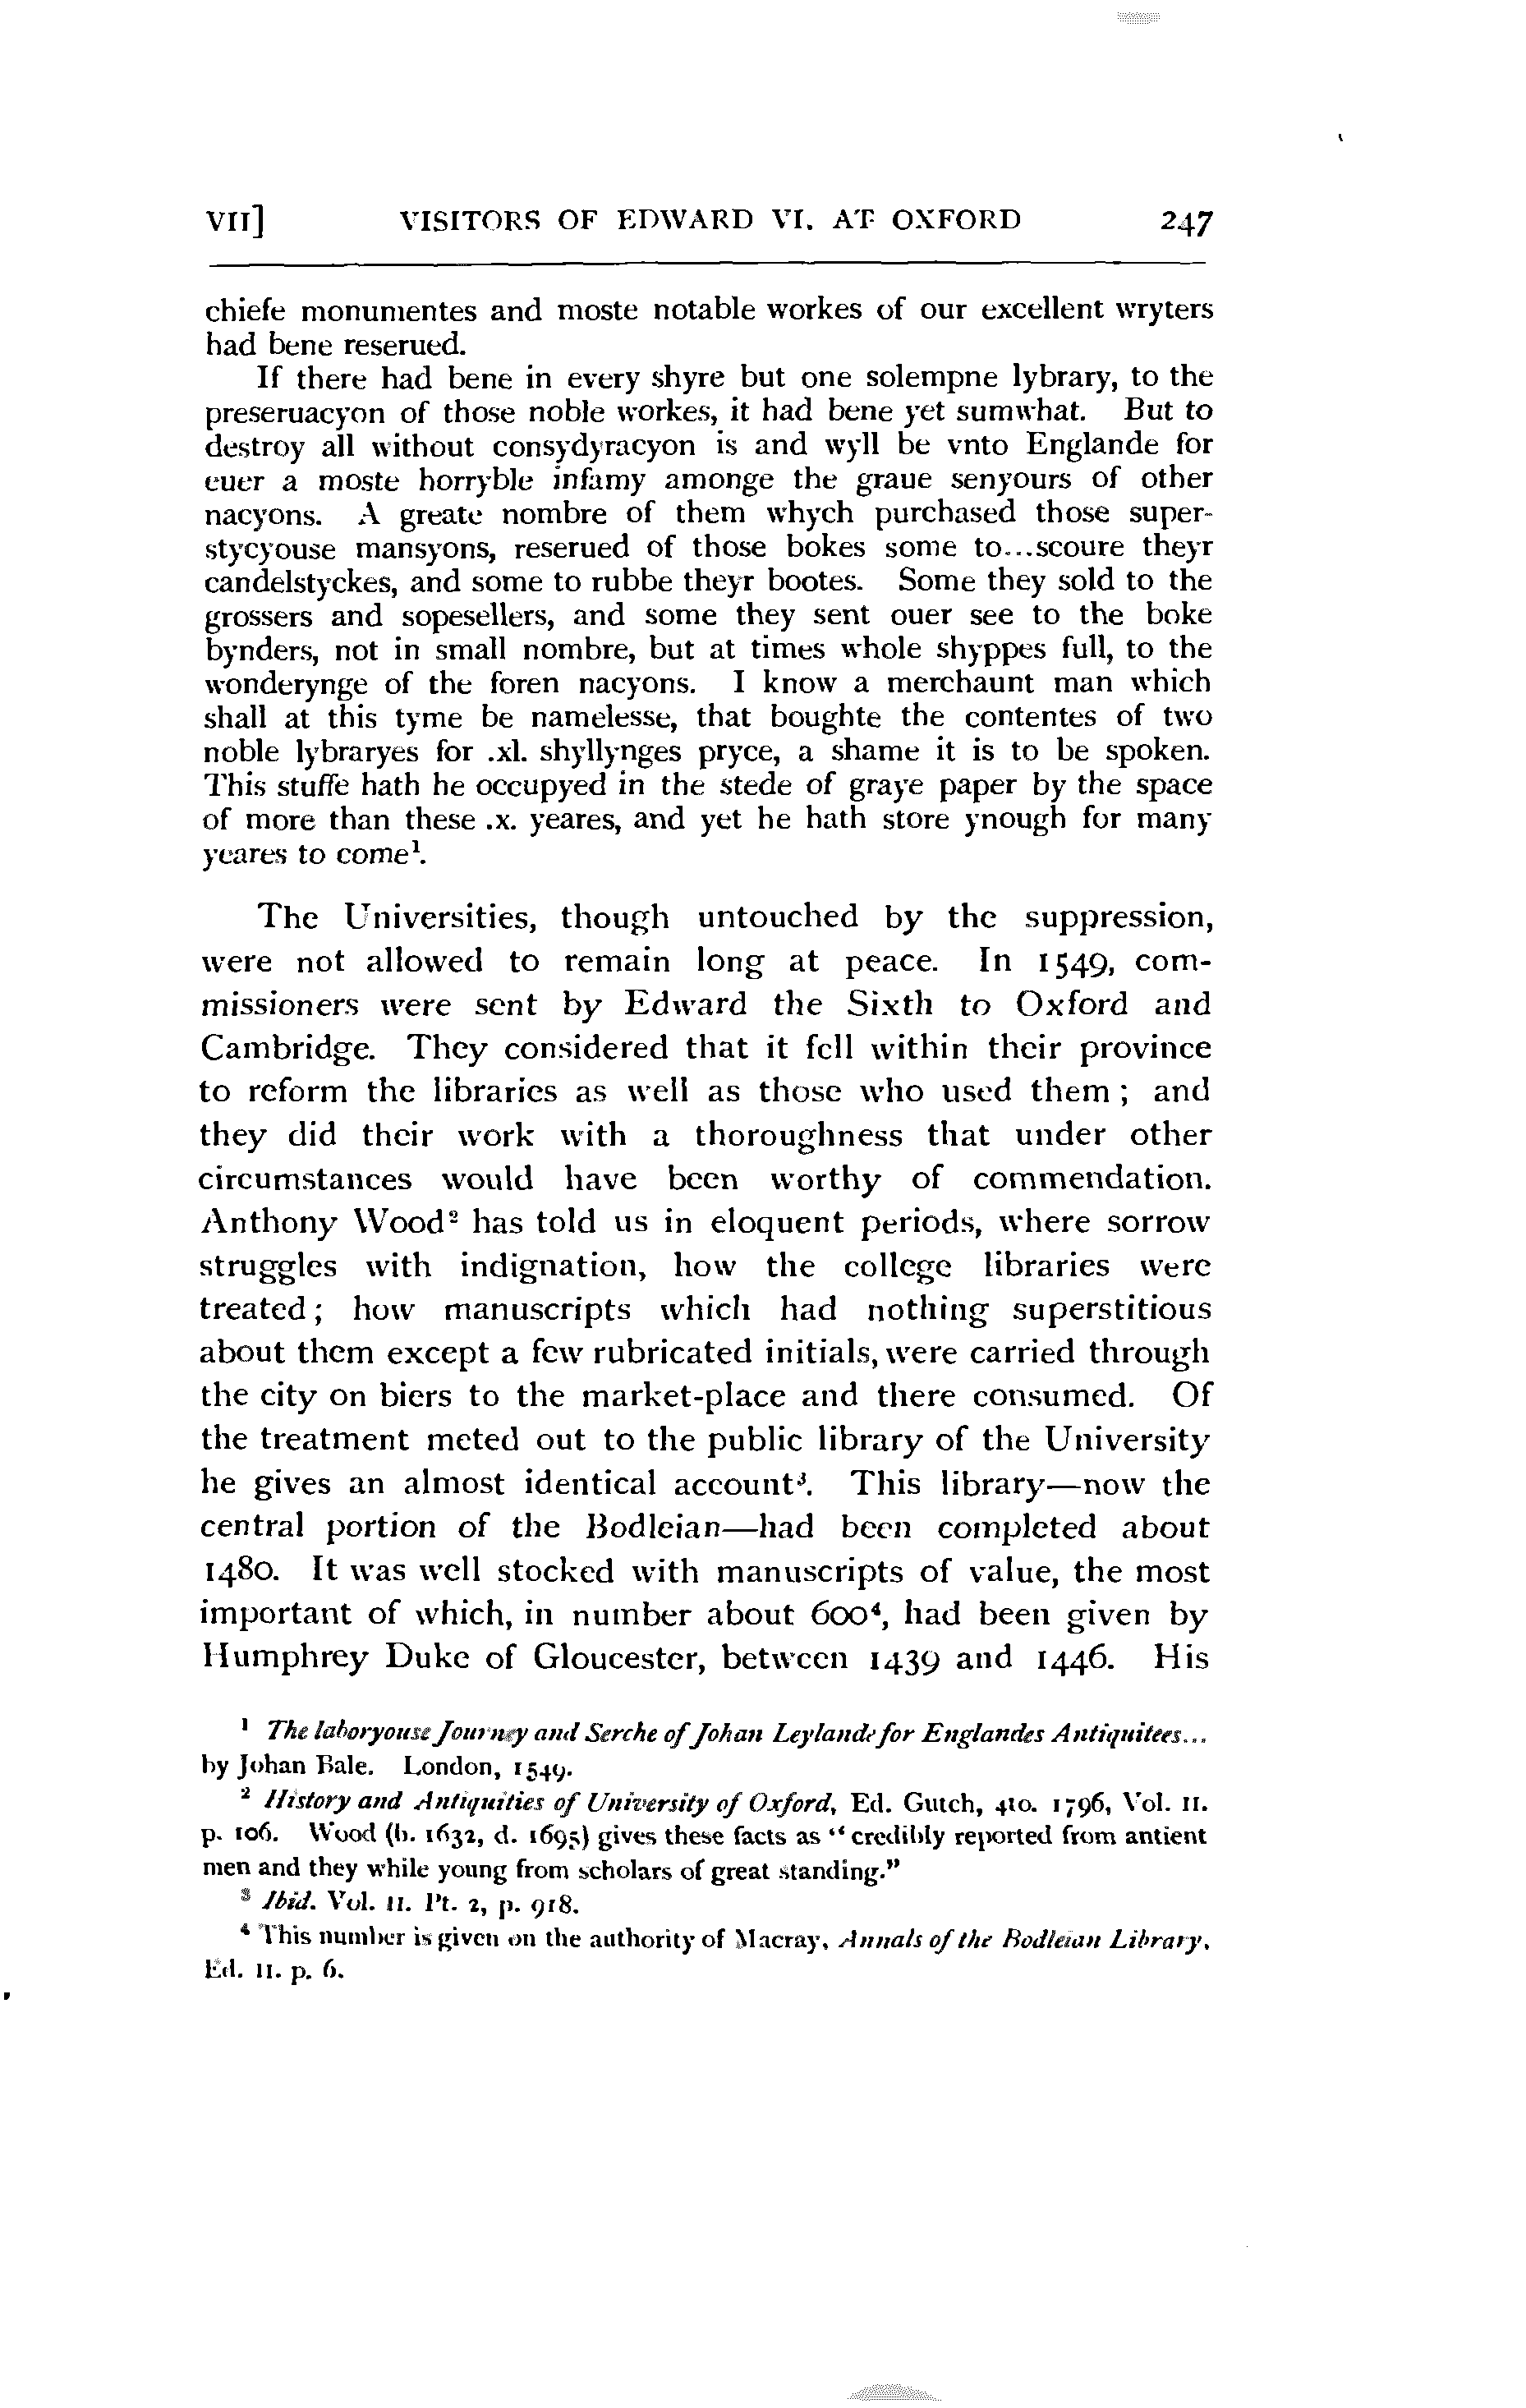 VII] VISITORS OF EDWARD VI. AT OXFORD 247
chiefe monumentes and moste notable workes of our excellent wryters
had bene reserued.
If there had bene in every shyre but one solempne lybrary, to the
preseruacyon of those noble workes, it had bene yet sumwhat. But to
destroy all without consydyracyon is and wyll be vnto Englande for
euer a moste horryble infamy amonge the graue senyours of other
nacyons. A greate nombre of them whych purchased those super-
stycyouse mansyons, reserued of those bokes some to...scoure theyr
candelstyckes, and some to rubbe theyr bootes. Some they sold to the
grossers and sopesellers, and some they sent ouer see to the boke
bynders, not in small nombre, but at times whole shyppes full, to the
wonderynge of the foren nacyons. I know a merchaunt man which
shall at this tyme be namelesse, that boughte the contentes of two
noble lybraryes for .xl. shyllynges pryce, a shame it is to be spoken.
This stuffe hath he occupyed in the stede of graye paper by the space
of more than these .x. yeares, and yet he hath store ynough for many
yeares to come¹.
The Universities, though untouched by the suppression,
were not allowed to remain long at peace. In 1549, com-
missioners were sent by Edward the Sixth to Oxford and
Cambridge. They considered that it fell within their province
to reform the libraries as well as those who used them ; and
they did their work with a thoroughness that under other
circumstances would have been worthy of commendation.
Anthony Wood² has told us in eloquent periods, where sorrow
struggles with indignation, how the college libraries were
treated ; how manuscripts which had nothing superstitious
about them except a few rubricated initials, were carried through
the city on biers to the market-place and there consumed. Of
the treatment meted out to the public library of the University
he gives an almost identical account³. This library—now the
central portion of the Bodleian—had been completed about
1480. It was well stocked with manuscripts of value, the most
important of which, in number about 600⁴, had been given by
Humphrey Duke of Gloucester, between 1439 and 1446. His
¹ The laboryouse Journey and Serche of Johan Leylande for Englandes Antiquitees...
by Johan Bale. London, 1549.
² History and Antiquities of University of Oxford, Ed. Gutch, 4to. 1796, Vol. II.
p. 106. Wood (b. 1632, d. 1695) gives these facts as "credibly reported from antient
men and they while young from scholars of great standing."
³ Ibid. Vol. II. Pt. 2, p. 918.
⁴ This number is given on the authority of Macray, Annals of the Bodleian Library,
Ed. II. p. 6.